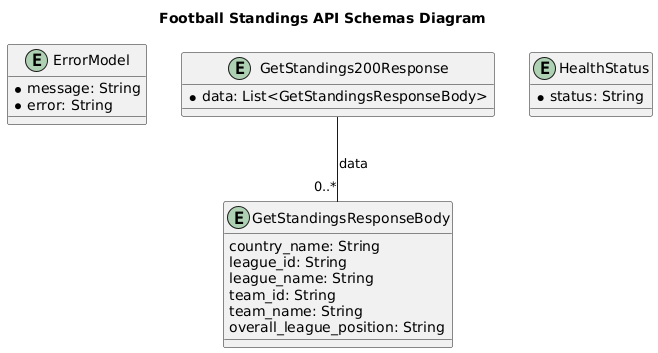 Football Standings API Schemas Diagram
E ErrorModel
message: String
error: String
E GetStandings200Response
data: List<GetStandingsResponseBody>
E HealthStatus
status: String
data
0..*
E GetStandingsResponseBody
country_name: String
league_id: String
league_name: String
team_id: String
team_name: String
overall_league_position: String